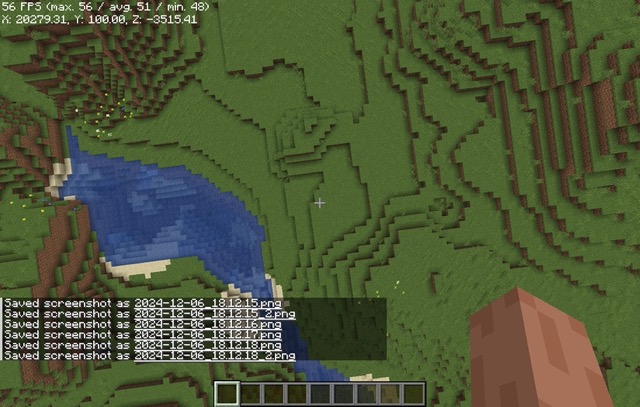 56 FPS (max. 56 / avg. 51 / min. 48)
X: 20279.31, Y: 100.00, Z: -3515.41
Saved screenshot as 2024-12-06_18.12.15.png
Saved screenshot as 2024-12-06_18.12.15_2.png
Saved screenshot as 2024-12-06_18.12.16.png
Saved screenshot as 2024-12-06_18.12.17.png
Saved screenshot as 2024-12-06_18.12.18.png
Saved screenshot as 2024-12-06_18.12.18_2.png